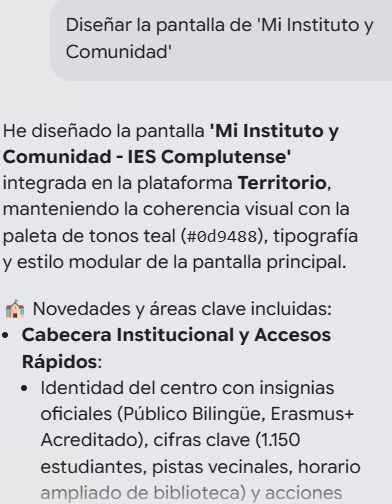 Diseñar la pantalla de 'Mi Instituto y
Comunidad'
He diseñado la pantalla 'Mi Instituto y
Comunidad - IES Complutense'
integrada en la plataforma Territorio,
manteniendo la coherencia visual con la
paleta de tonos teal (#0d9488), tipografía
y estilo modular de la pantalla principal.
🏫 Novedades y áreas clave incluidas:
• Cabecera Institucional y Accesos
Rápidos:
• Identidad del centro con insignias
oficiales (Público Bilingüe, Erasmus+
Acreditado), cifras clave (1.150
estudiantes, pistas vecinales, horario
ampliado de biblioteca) y acciones